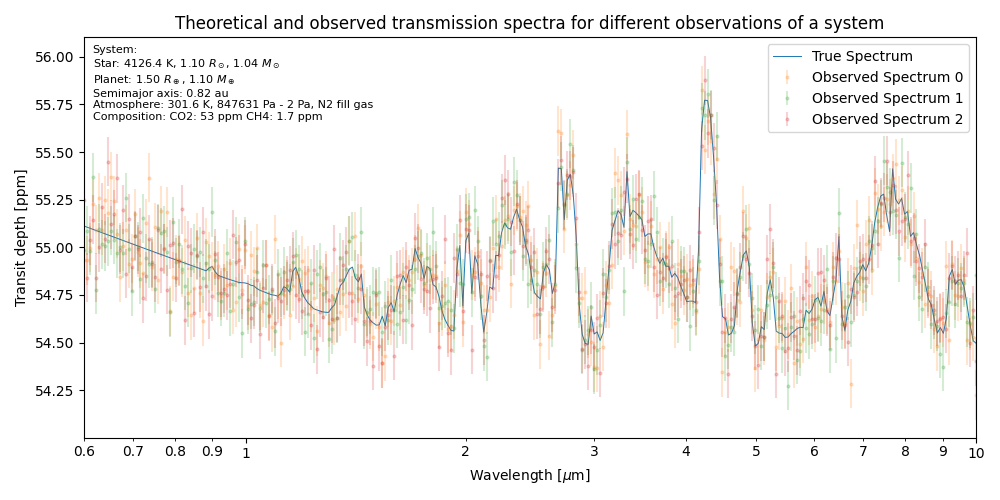 Theoretical and observed transmission spectra for different observations of a system
System:
Star: 4126.4 K, 1.10 R⊙, 1.04 M⊙
Planet: 1.50 R⊕, 1.10 M⊕
Semimajor axis: 0.82 au
Atmosphere: 301.6 K, 847631 Pa - 2 Pa, N2 fill gas
Composition: CO2: 53 ppm CH4: 1.7 ppm
True Spectrum
Observed Spectrum 0
Observed Spectrum 1
Observed Spectrum 2
Transit depth [ppm]
56.00
55.75
55.50
55.25
55.00
54.75
54.50
54.25
0.6 0.7 0.8 0.9 1 2 3 4 5 6 7 8 9 10
Wavelength [μm]